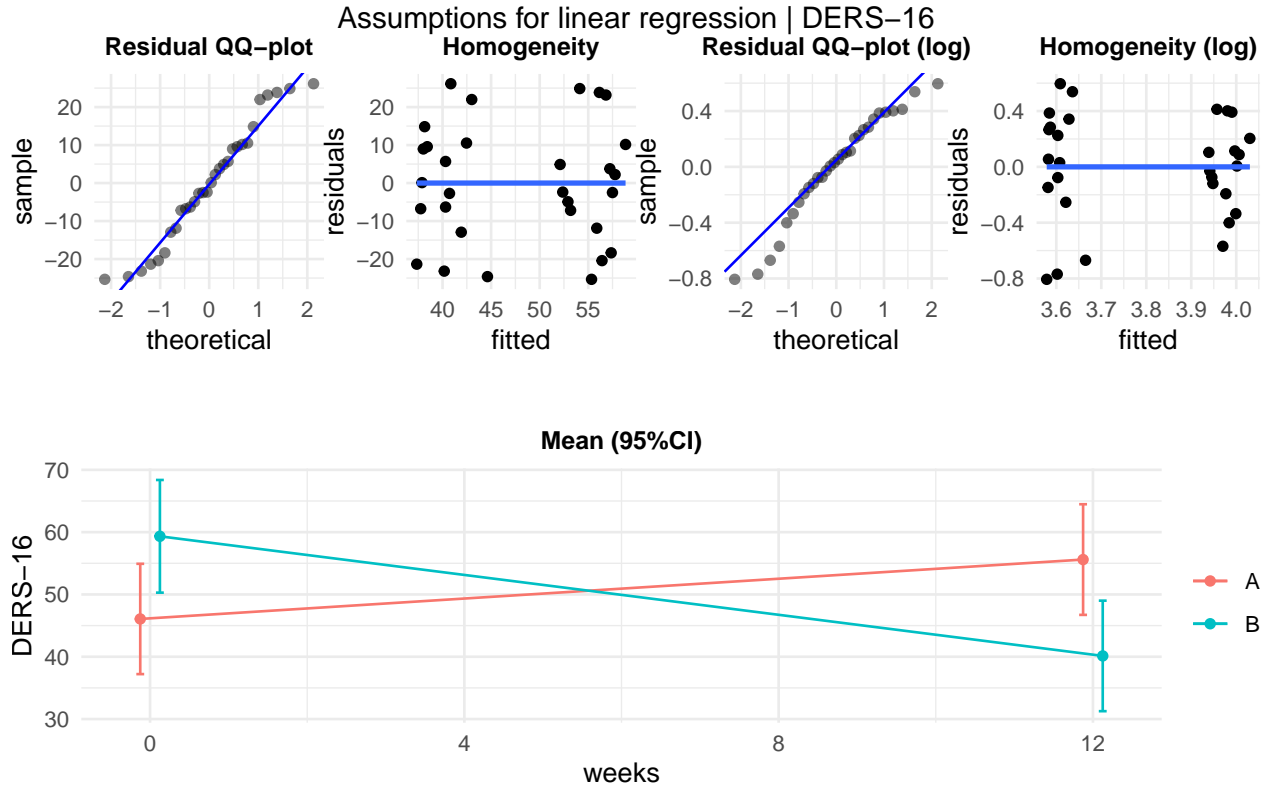 Assumptions for linear regression | DERS−16
Residual QQ−plot
Homogeneity
Residual QQ−plot (log)
Homogeneity (log)
sample
20
10
0
−10
−20
−2 −1 0 1 2
theoretical
residuals
20
10
0
−10
−20
40 45 50 55
fitted
sample
0.4
0.0
−0.4
−0.8
−2 −1 0 1 2
theoretical
residuals
0.4
0.0
−0.4
−0.8
3.6 3.7 3.8 3.9 4.0
fitted
Mean (95%CI)
DERS−16
70
60
50
40
30
0 4 8 12
weeks
A
B